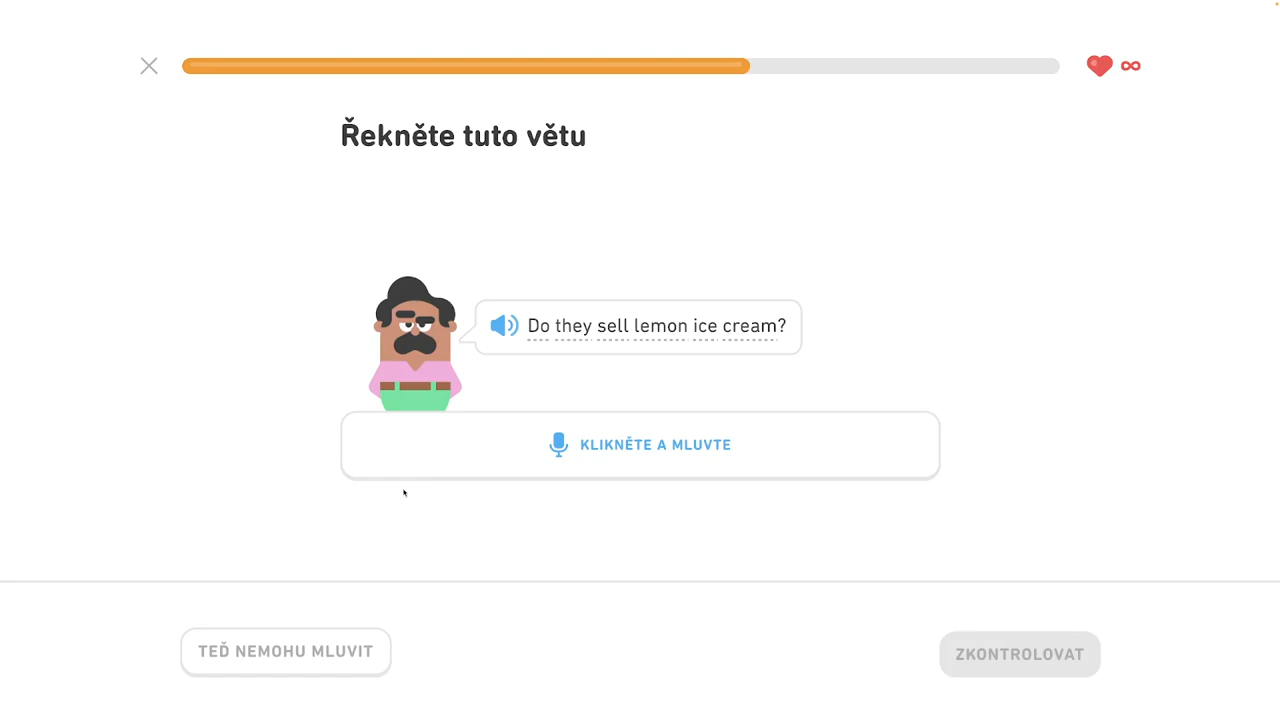 Řekněte tuto větu
Do they sell lemon ice cream?
KLIKNĚTE A MLUVTE
TEĎ NEMOHU MLUVIT
ZKONTROLOVAT